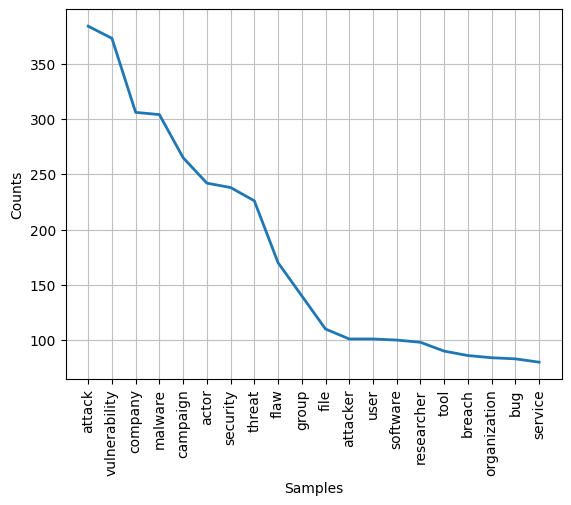 350
300
250
200
150
100
Counts
attack
vulnerability
company
malware
campaign
actor
security
threat
flaw
group
file
attacker
user
software
researcher
tool
breach
organization
bug
service
Samples